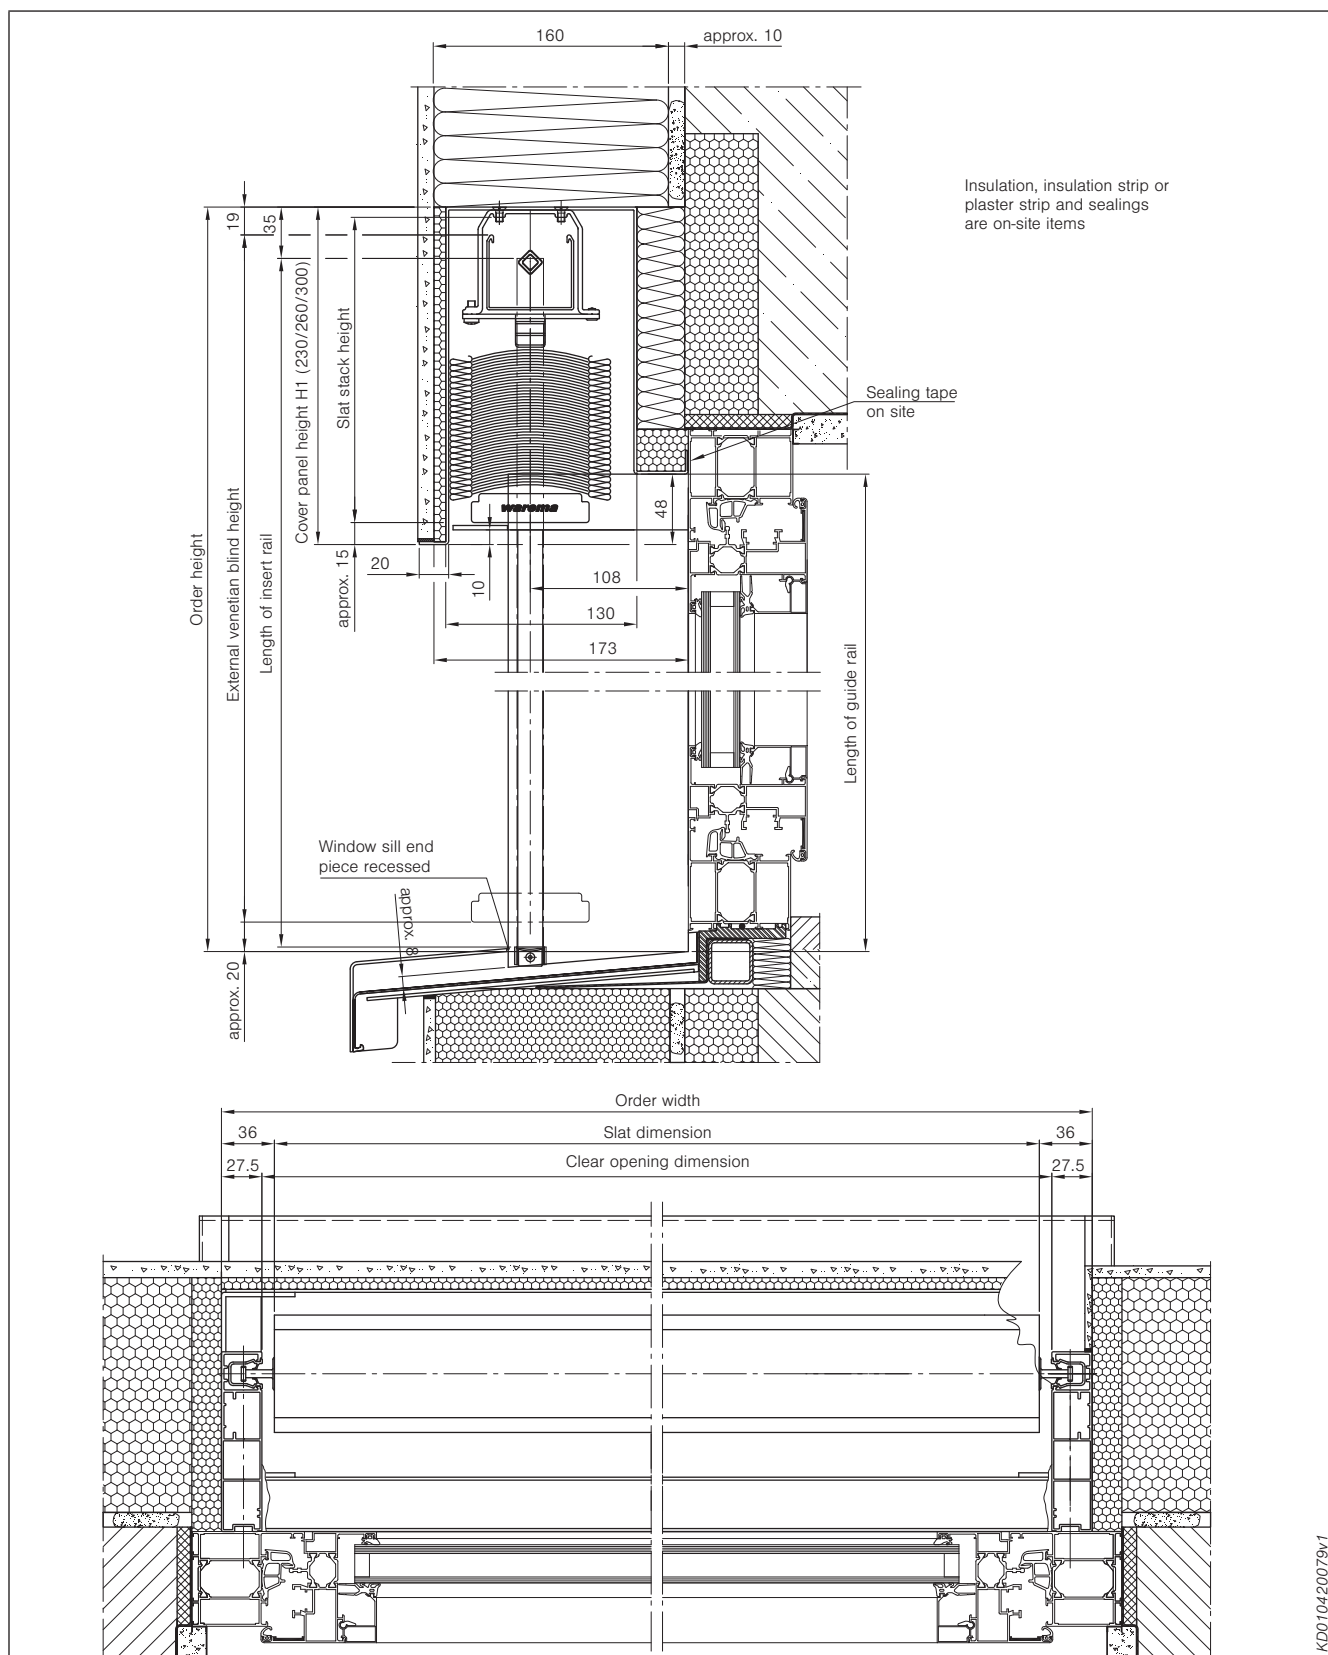 160
approx. 10
Insulation, insulation strip or
plaster strip and sealings
are on-site items
19
35
Order height
External venetian blind height
Length of insert rail
Cover panel height H1 (230/260/300)
Slat stack height
approx. 15
Sealing tape
on site
warema
48
20
10
108
130
173
Length of guide rail
Window sill end
piece recessed
approx. 8
approx. 20
Order width
36
Slat dimension
36
27.5
Clear opening dimension
27.5
KD010420079v1